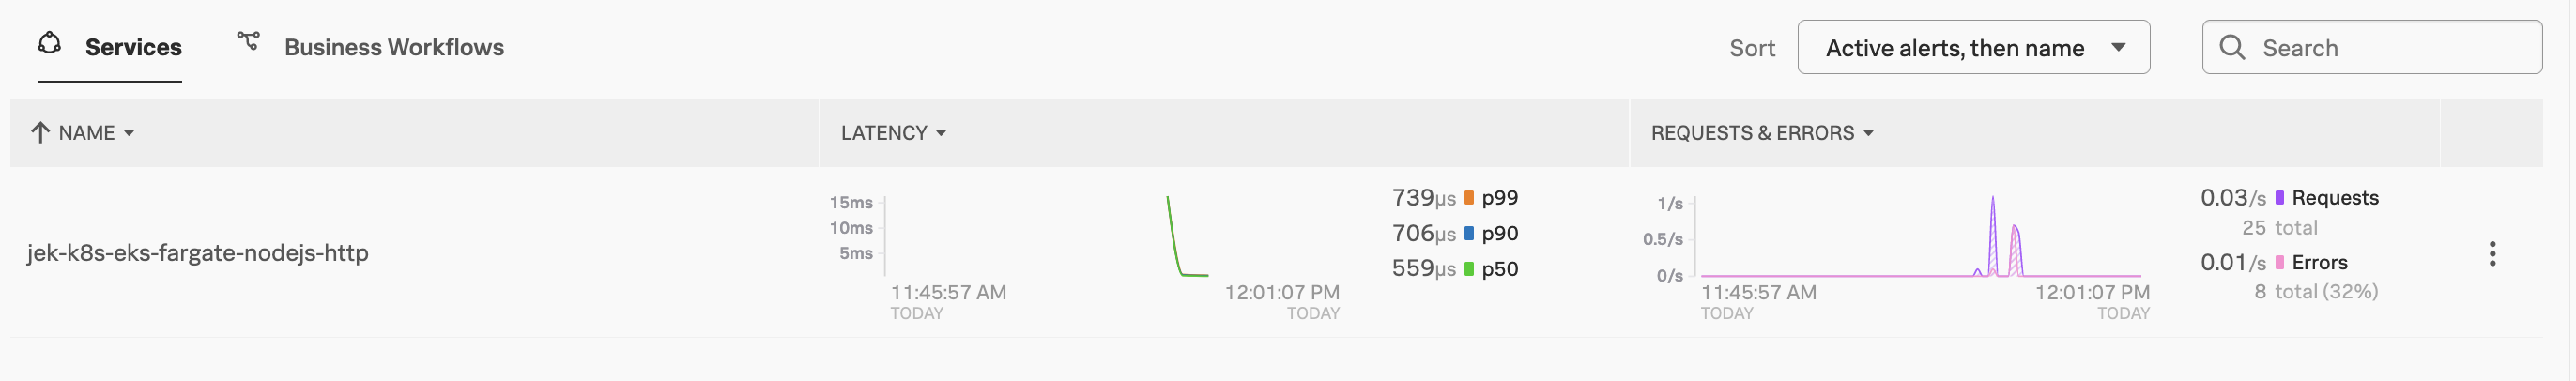 Services
Business Workflows
Sort
Active alerts, then name
Search
NAME
LATENCY
REQUESTS & ERRORS
jek-k8s-eks-fargate-nodejs-http
15ms
10ms
5ms
11:45:57 AM
TODAY
12:01:07 PM
TODAY
739µs p99
706µs p90
559µs p50
1/s
0.5/s
0/s
11:45:57 AM
TODAY
12:01:07 PM
TODAY
0.03/s Requests
25 total
0.01/s Errors
8 total (32%)